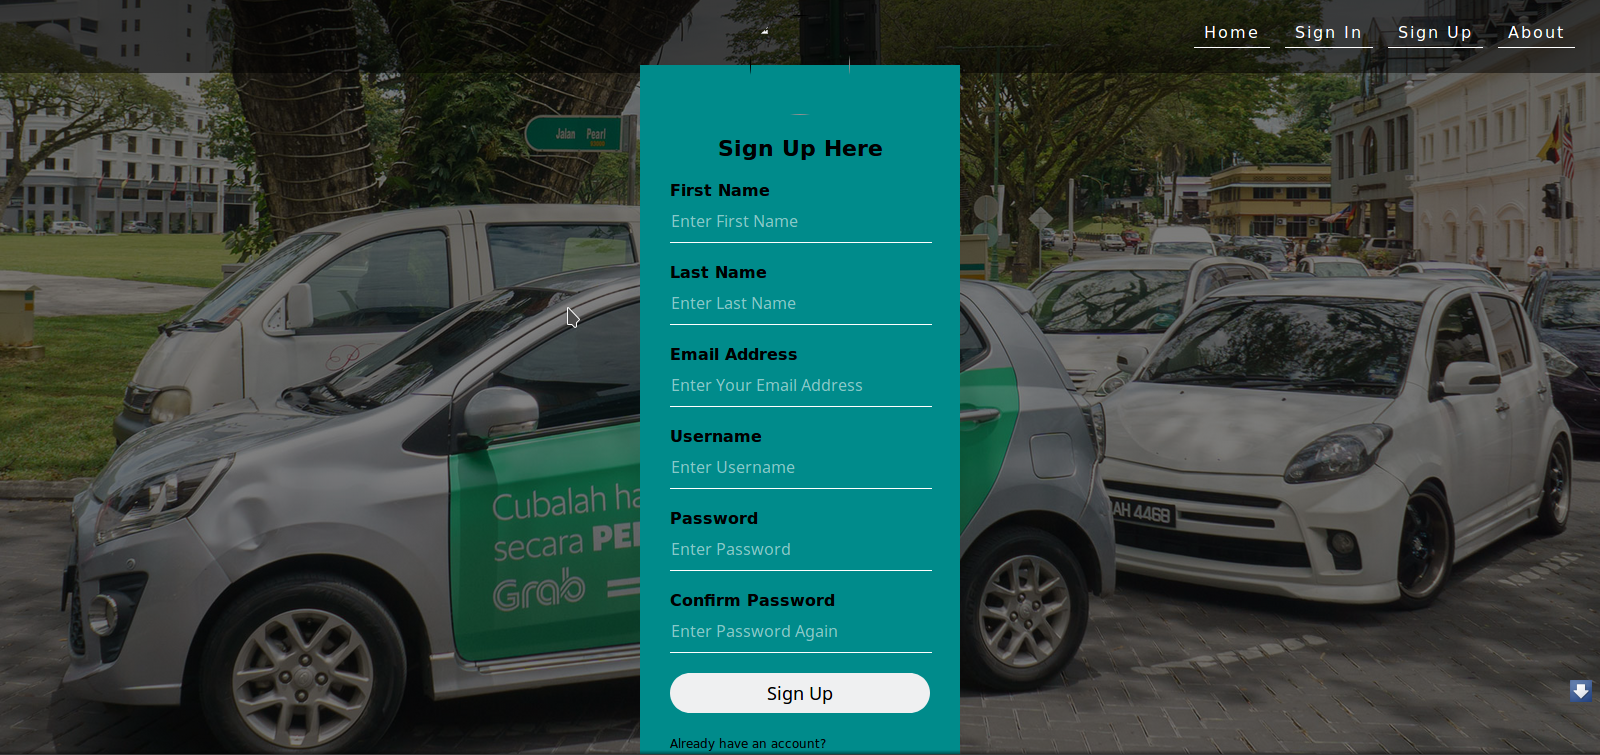 Home Sign In Sign Up About
Jalan Pearl
Sign Up Here
First Name
Enter First Name
Last Name
Enter Last Name
Email Address
Enter Your Email Address
Username
Enter Username
Password
Enter Password
Confirm Password
Enter Password Again
Sign Up
Already have an account?
Cubalah ha
secara PE
Grab
AH 4468